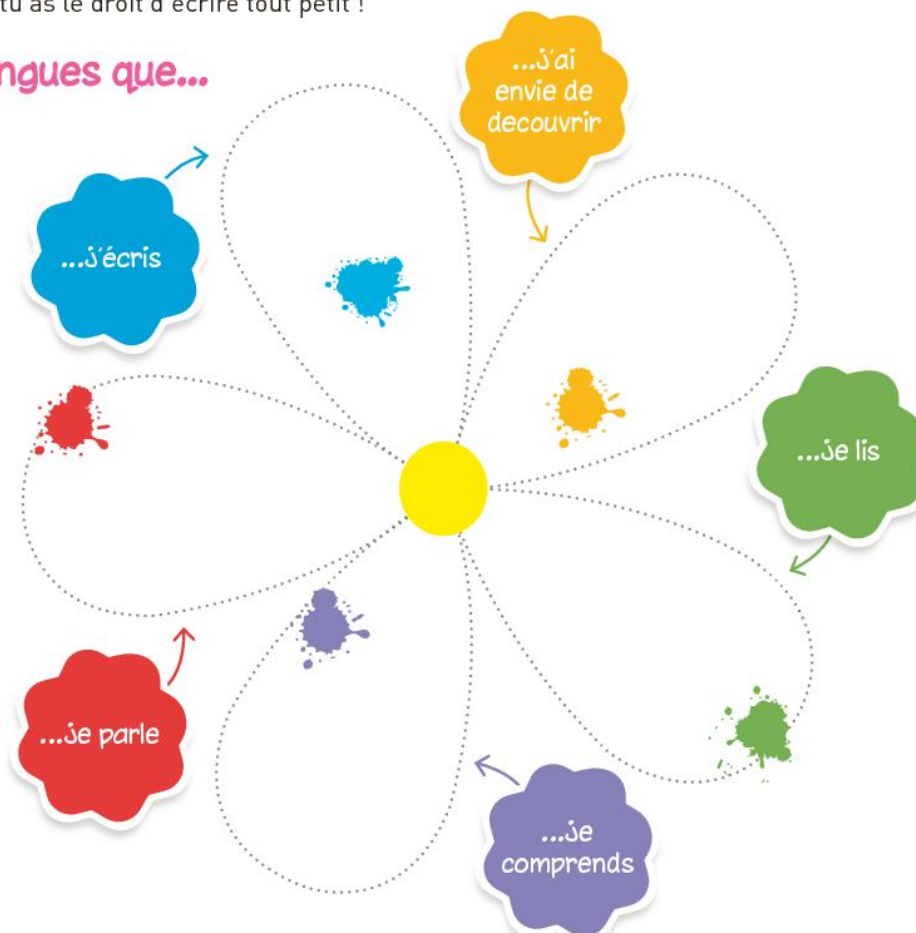 tu as le droit d'écrire tout petit !
ngues que...
...j'ai
envie de
decouvrir
...j'écris
...je lis
...je parle
...je
comprends